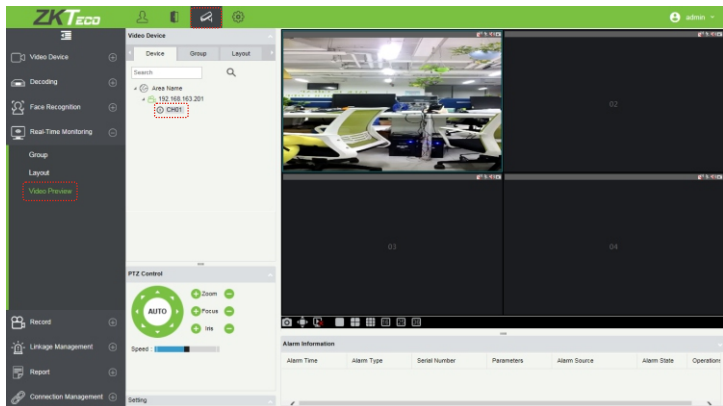 ZKTeco
admin
Video Device
Decoding
Face Recognition
Real-Time Monitoring
Group
Layout
Video Preview
Record
Linkage Management
Report
Connection Management
Video Device
Device Group Layout
Search
Area Name
192.168.163.201
CH01
PTZ Control
AUTO
Zoom
Focus
Iris
Speed :
Setting
02
03
04
Alarm Information
Alarm Time Alarm Type Serial Number Parameters Alarm Source Alarm State Operations